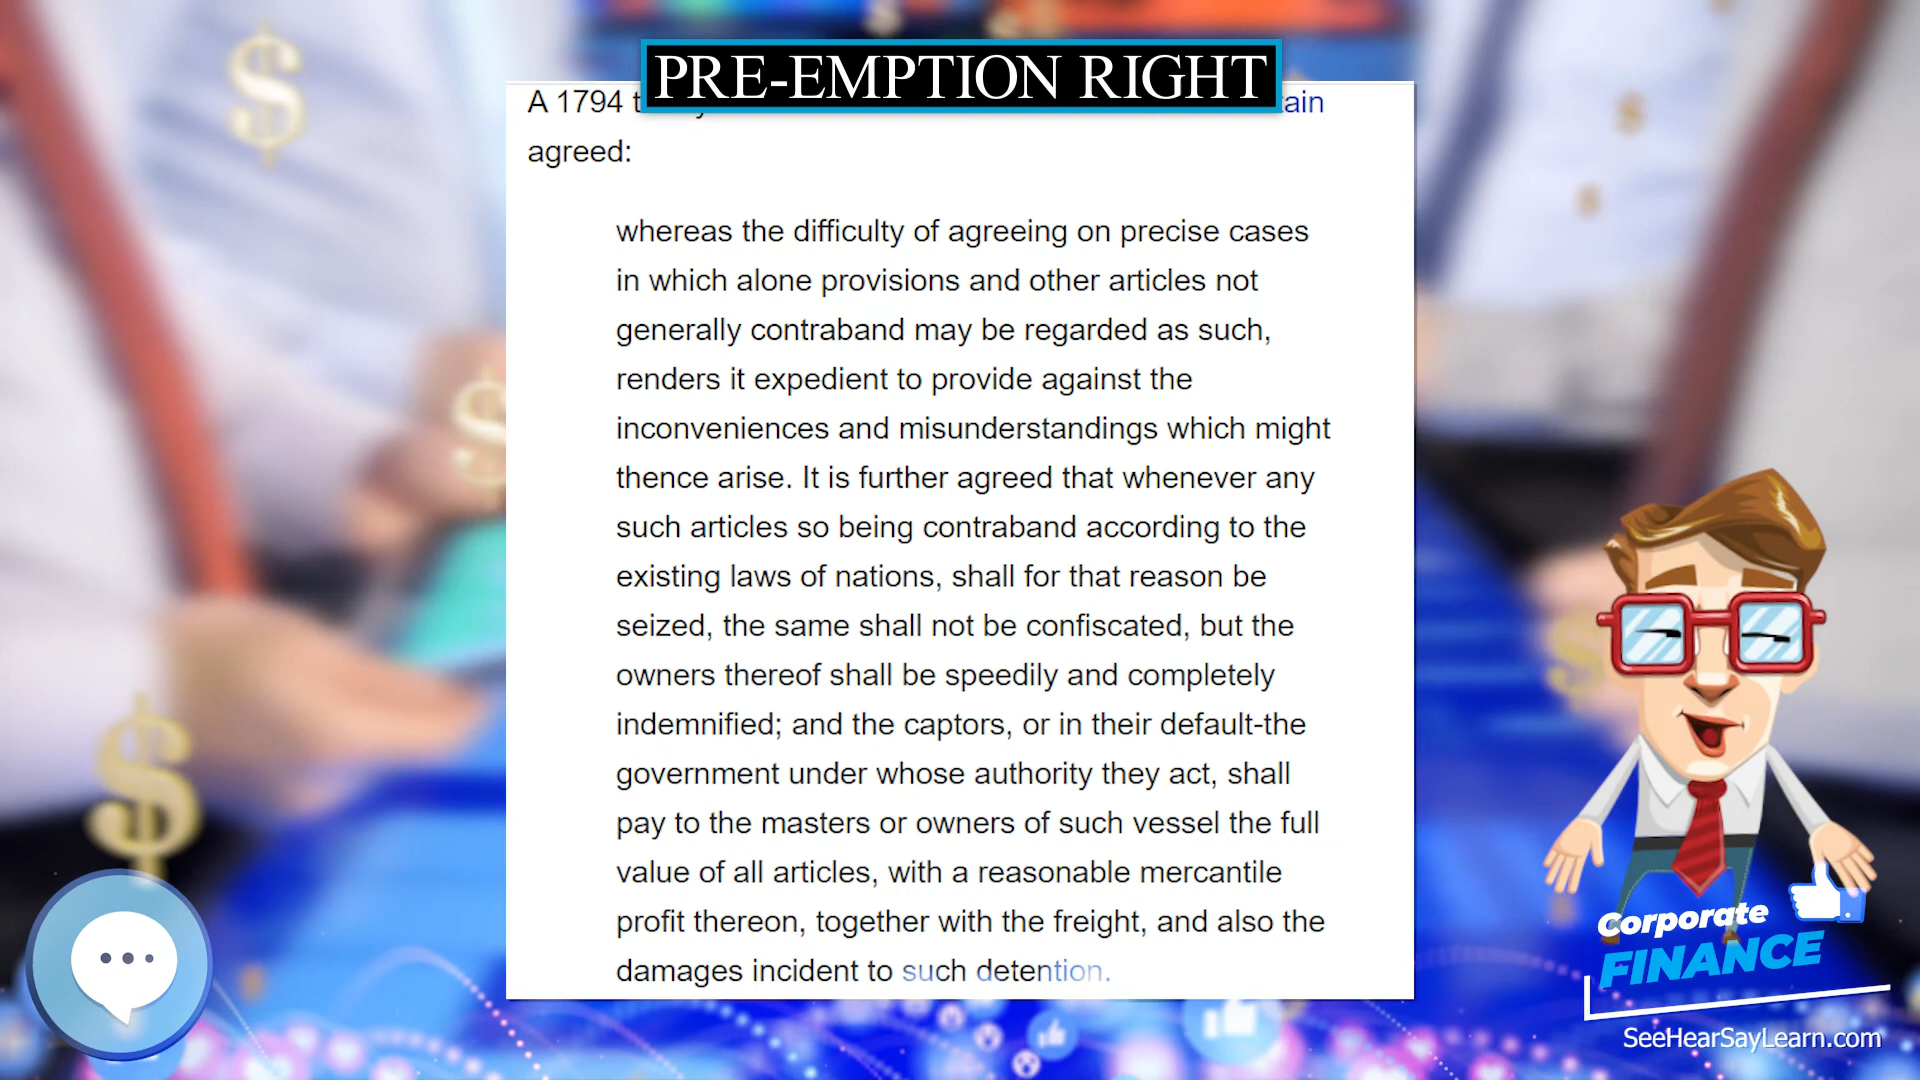 PRE-EMPTION RIGHT
A 1794
agreed:
whereas the difficulty of agreeing on precise cases
in which alone provisions and other articles not
generally contraband may be regarded as such,
renders it expedient to provide against the
inconveniences and misunderstandings which might
thence arise. It is further agreed that whenever any
such articles so being contraband according to the
existing laws of nations, shall for that reason be
seized, the same shall not be confiscated, but the
owners thereof shall be speedily and completely
indemnified; and the captors, or in their default-the
government under whose authority they act, shall
pay to the masters or owners of such vessel the full
value of all articles, with a reasonable mercantile
profit thereon, together with the freight, and also the
damages incident to such detention.
Corporate
FINANCE
SeeHearSayLearn.com